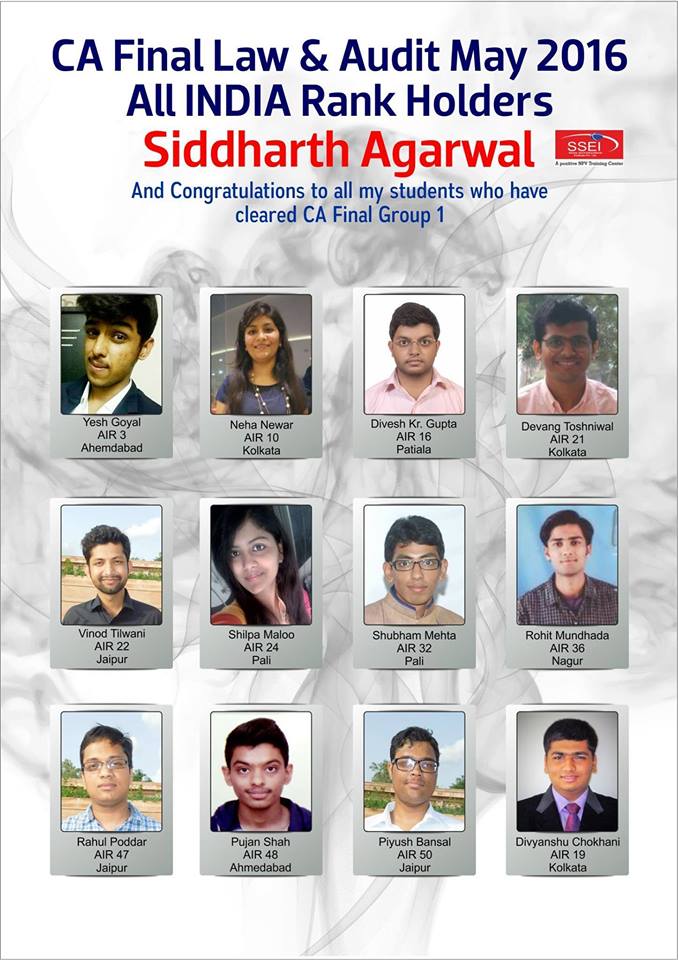 CA Final Law & Audit May 2016
All INDIA Rank Holders
Siddharth Agarwal
SSEI
A positive NPV Training Center
And Congratulations to all my students who have
cleared CA Final Group 1
Yesh Goyal
AIR 3
Ahemdabad
Neha Newar
AIR 10
Kolkata
Divesh Kr. Gupta
AIR 16
Patiala
Devang Toshniwal
AIR 21
Kolkata
Vinod Tilwani
AIR 22
Jaipur
Shilpa Maloo
AIR 24
Pali
Shubham Mehta
AIR 32
Pali
Rohit Mundhada
AIR 36
Nagur
Rahul Poddar
AIR 47
Jaipur
Pujan Shah
AIR 48
Ahmedabad
Piyush Bansal
AIR 50
Jaipur
Divyanshu Chokhani
AIR 19
Kolkata